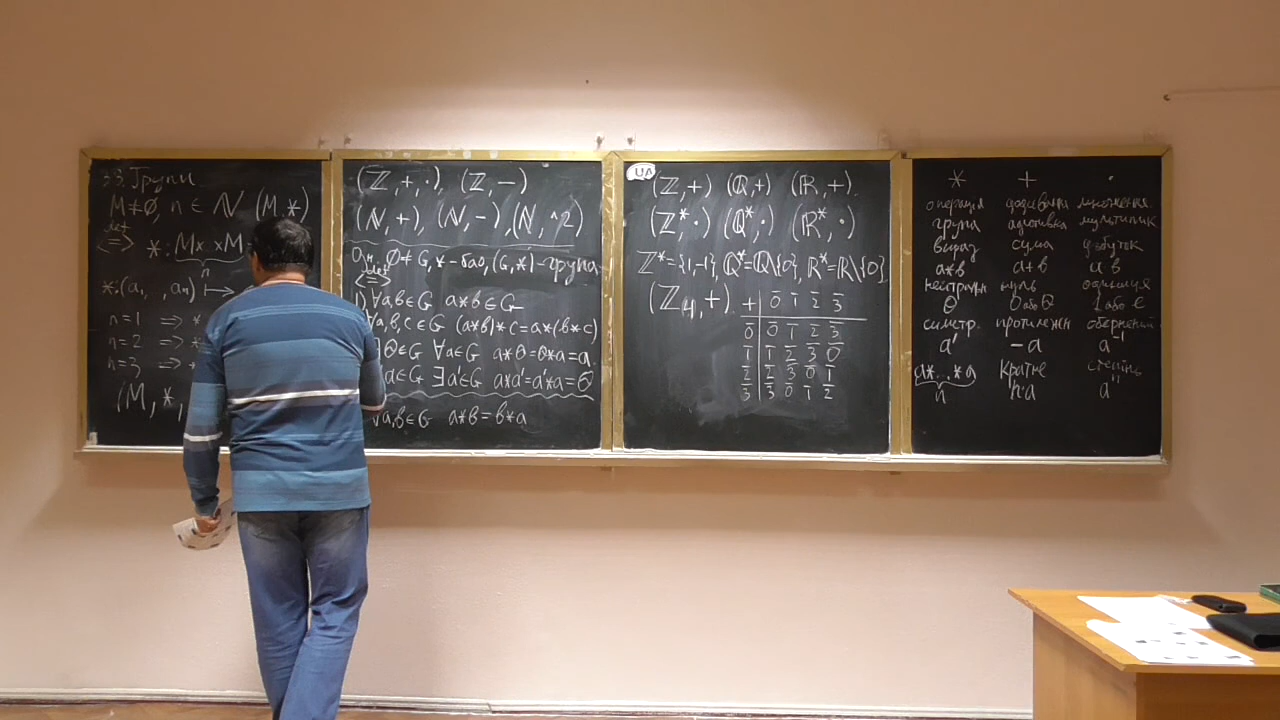 33. Групи
M≠∅, n ∈ ℕ (M,*)
def
<=> *: M× ×M
n
*:(a₁, ,aₙ) ↦
n=1 => *
n=2 => *
n=3 => *
(M, *,
(ℤ,+,·), (ℤ,−)
(ℕ,+), (ℕ,−), (ℕ,^2)
∅≠G, *-бао, (G,*)-група
def
<=>
1) ∀a,b∈G a*b∈G
∀a,b,c∈G (a*b)*c=a*(b*c)
∃Θ∈G ∀a∈G a*Θ=Θ*a=a
a∈G ∃a'∈G a*a'=a'*a=Θ
∀a,b∈G a*b=b*a
UA
(ℤ,+) (ℚ,+) (ℝ,+).
(ℤ*,·) (ℚ*,·) (ℝ*,·)
ℤ*={1,-1}, ℚ*=ℚ\{0}, ℝ*=ℝ\{0}.
(ℤ₄,+) + 0̄ 1̄ 2̄ 3̄
0̄ 0̄ 1̄ 2̄ 3̄
1̄ 1̄ 2̄ 3̄ 0̄
2̄ 2̄ 3̄ 0̄ 1̄
3̄ 3̄ 0̄ 1̄ 2̄
* + ·
операція додавання множення
група адитивна мультиплик
вираз сума добуток
a*b a+b a b
нейтральн нуль одиниця
0 або Θ 1 або e
симетр. протилежн обернений
a' −a a⁻¹
a*...*a кратне степінь
n na aⁿ